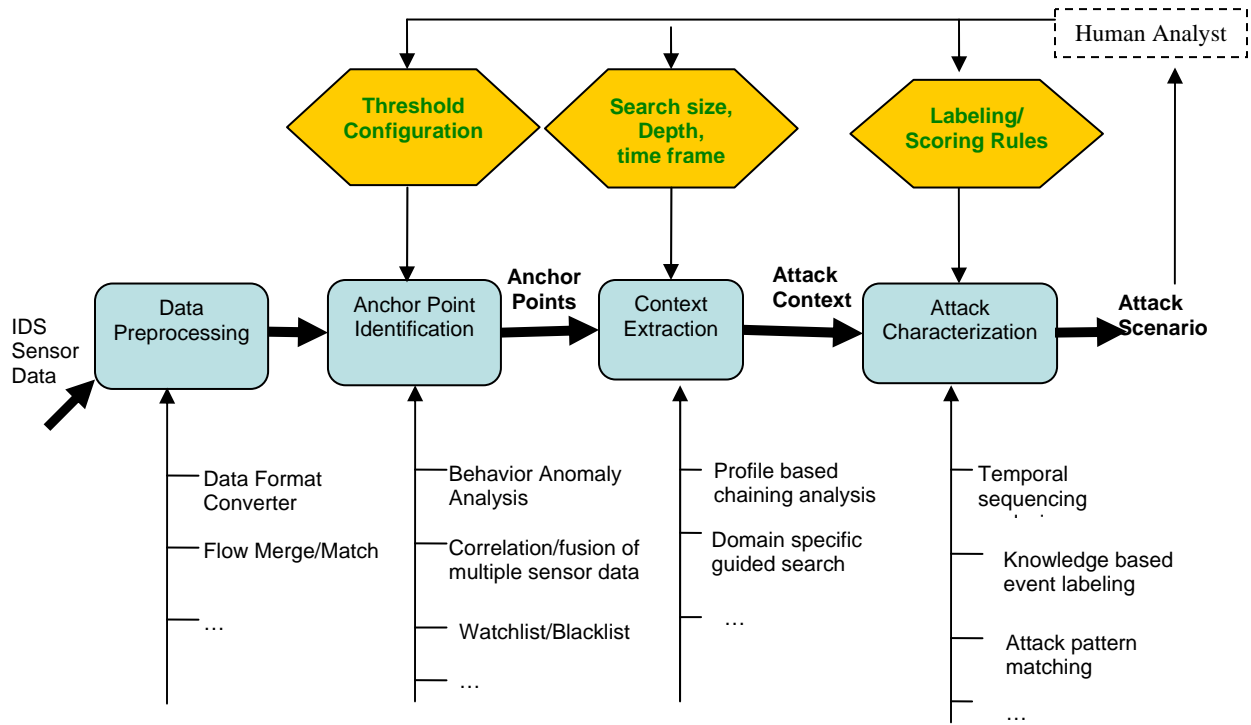 Human Analyst
Threshold
Configuration
Search size,
Depth,
time frame
Labeling/
Scoring Rules
IDS
Sensor
Data
Data
Preprocessing
Anchor Point
Identification
Anchor
Points
Context
Extraction
Attack
Context
Attack
Characterization
Attack
Scenario
Data Format
Converter
Flow Merge/Match
…
Behavior Anomaly
Analysis
Correlation/fusion of
multiple sensor data
Watchlist/Blacklist
…
Profile based
chaining analysis
Domain specific
guided search
…
Temporal
sequencing
Knowledge based
event labeling
Attack pattern
matching
…